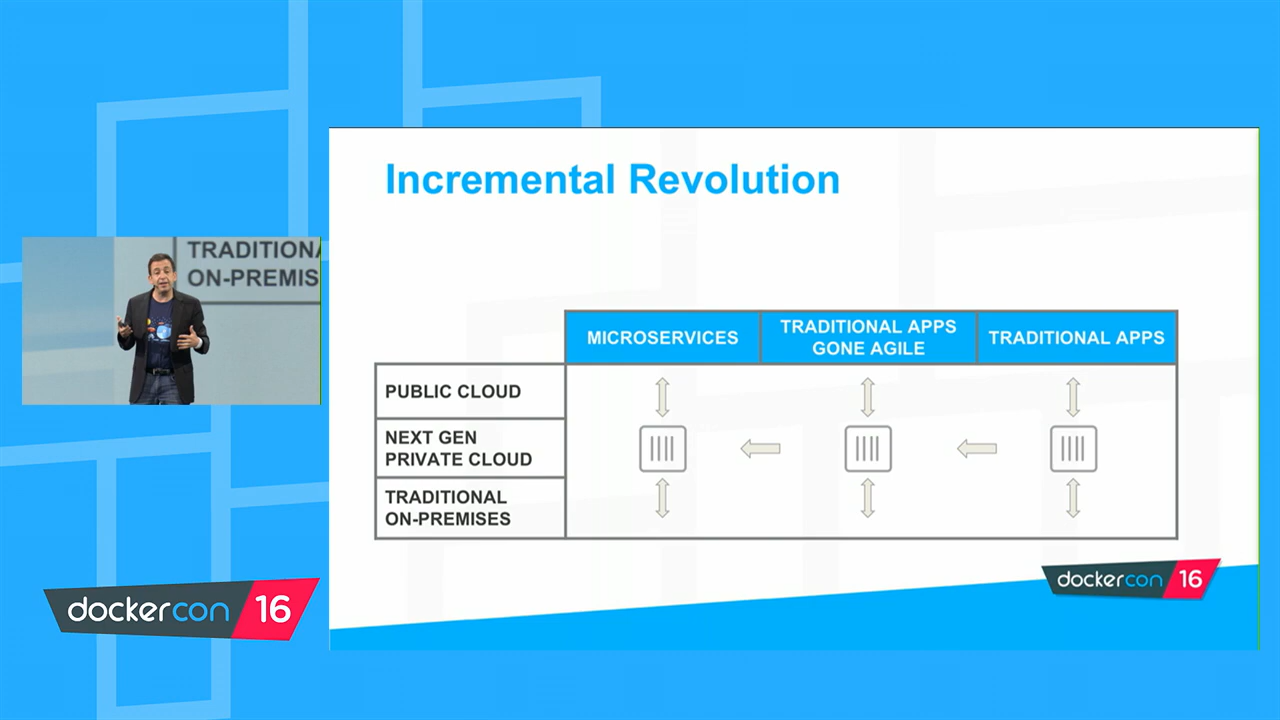 Incremental Revolution
TRADITIONA
ON-PREMIS
MICROSERVICES
TRADITIONAL APPS
GONE AGILE
TRADITIONAL APPS
PUBLIC CLOUD
NEXT GEN
PRIVATE CLOUD
TRADITIONAL
ON-PREMISES
dockercon 16
dockercon 16